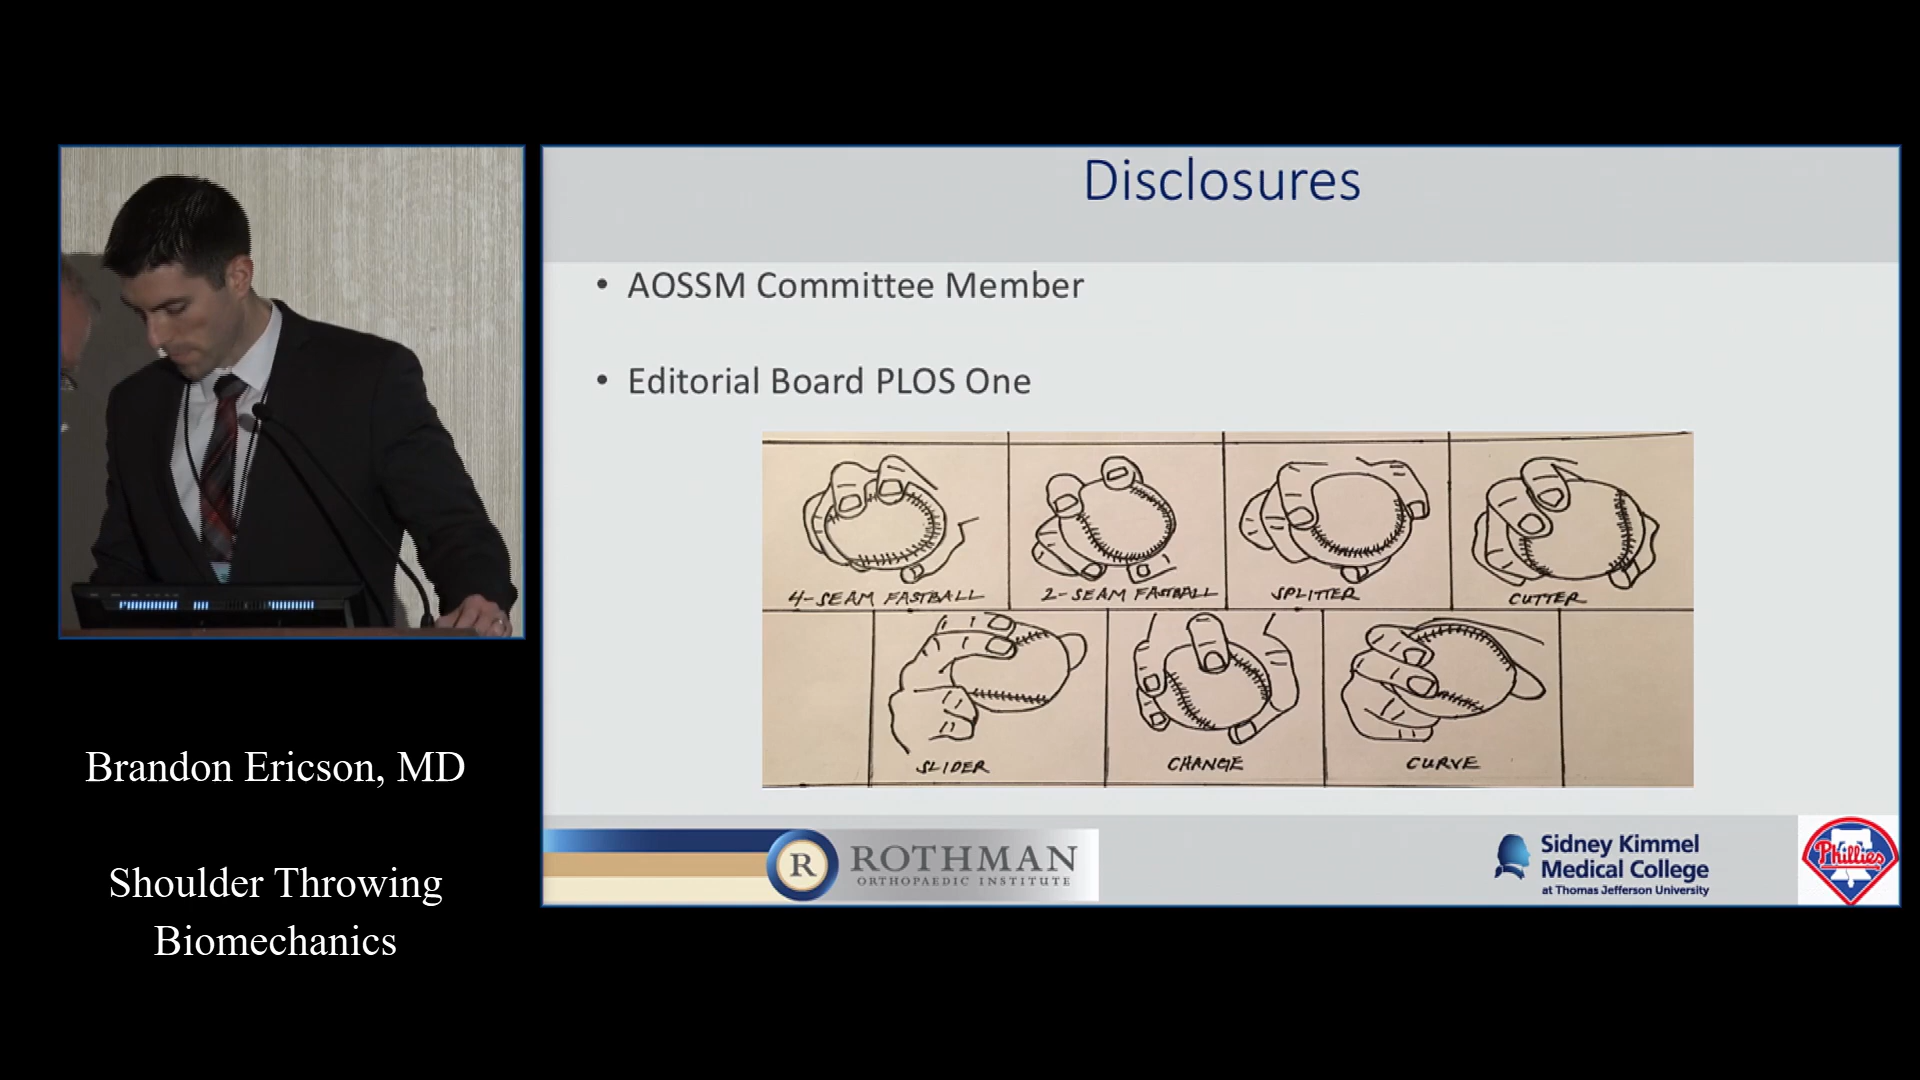 Disclosures
• AOSSM Committee Member
• Editorial Board PLOS One
4-SEAM FASTBALL
2-SEAM FASTBALL
SPLITTER
CUTTER
SLIDER
CHANGE
CURVE
Brandon Ericson, MD
Shoulder Throwing
Biomechanics
R
ROTHMAN
ORTHOPAEDIC INSTITUTE
Sidney Kimmel
Medical College
at Thomas Jefferson University
Phillies